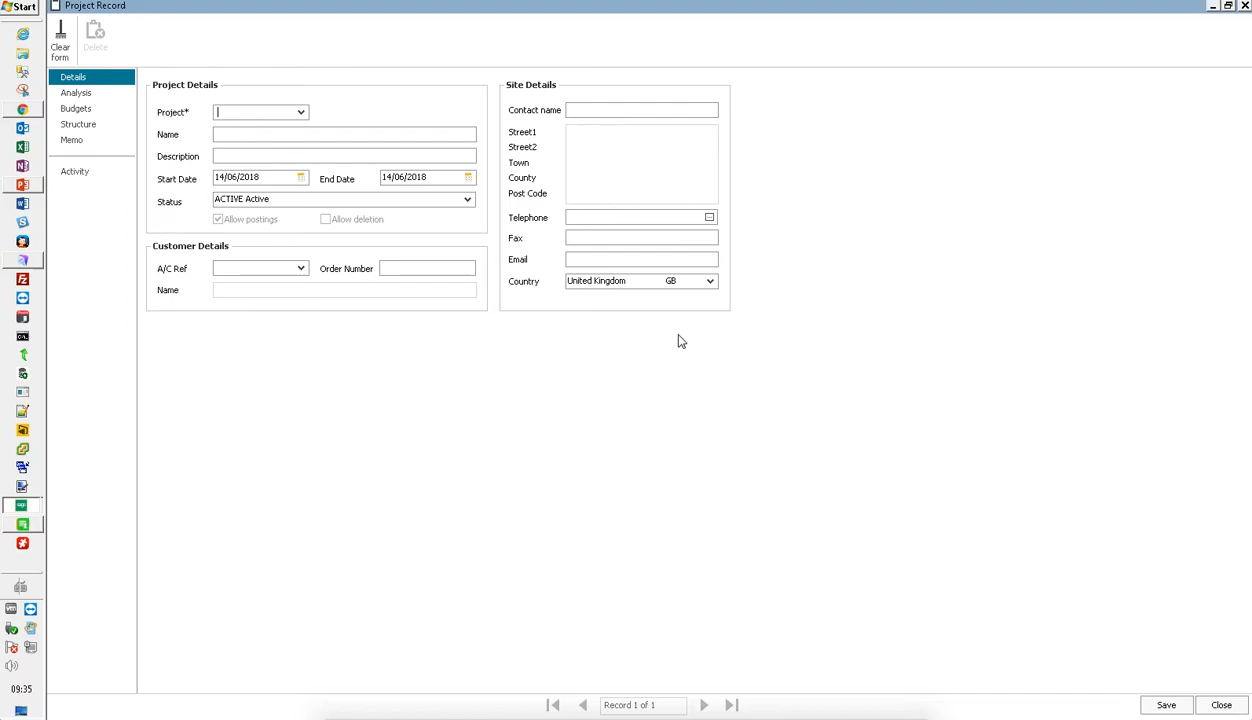 Start
Project Record
Clear form
Delete
Details
Analysis
Budgets
Structure
Memo
Activity
Project Details
Project*
Name
Description
Start Date 14/06/2018 End Date 14/06/2018
Status ACTIVE Active
Allow postings Allow deletion
Customer Details
A/C Ref Order Number
Name
Site Details
Contact name
Street1
Street2
Town
County
Post Code
Telephone
Fax
Email
Country United Kingdom GB
Record 1 of 1
Save Close
09:35